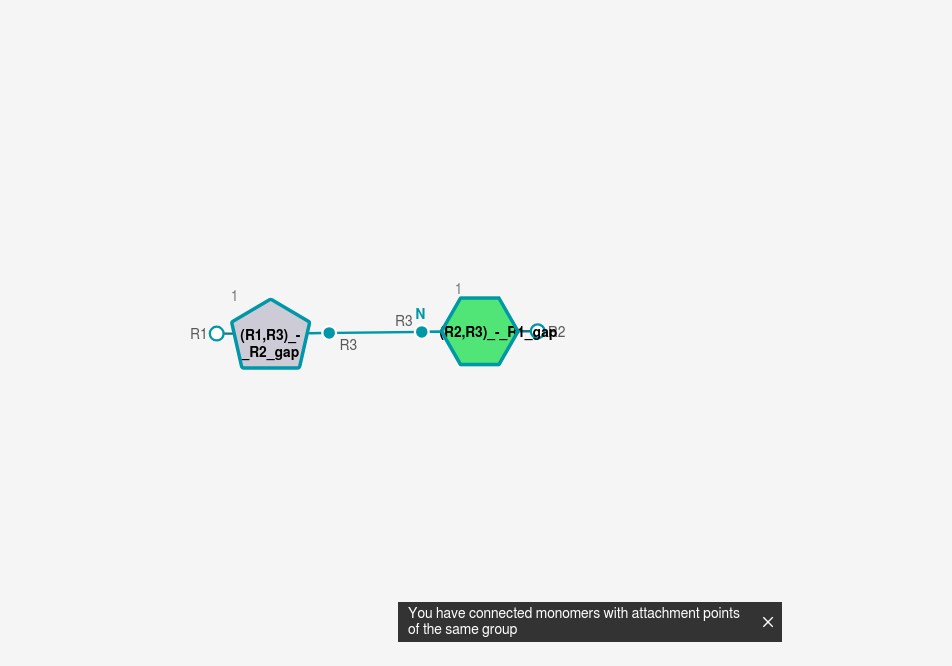 1
1
N
R3
R1
(R1,R3)_-
_R2_gap
R3
(R2,R3)_-_R1_gap
R2
You have connected monomers with attachment points
of the same group